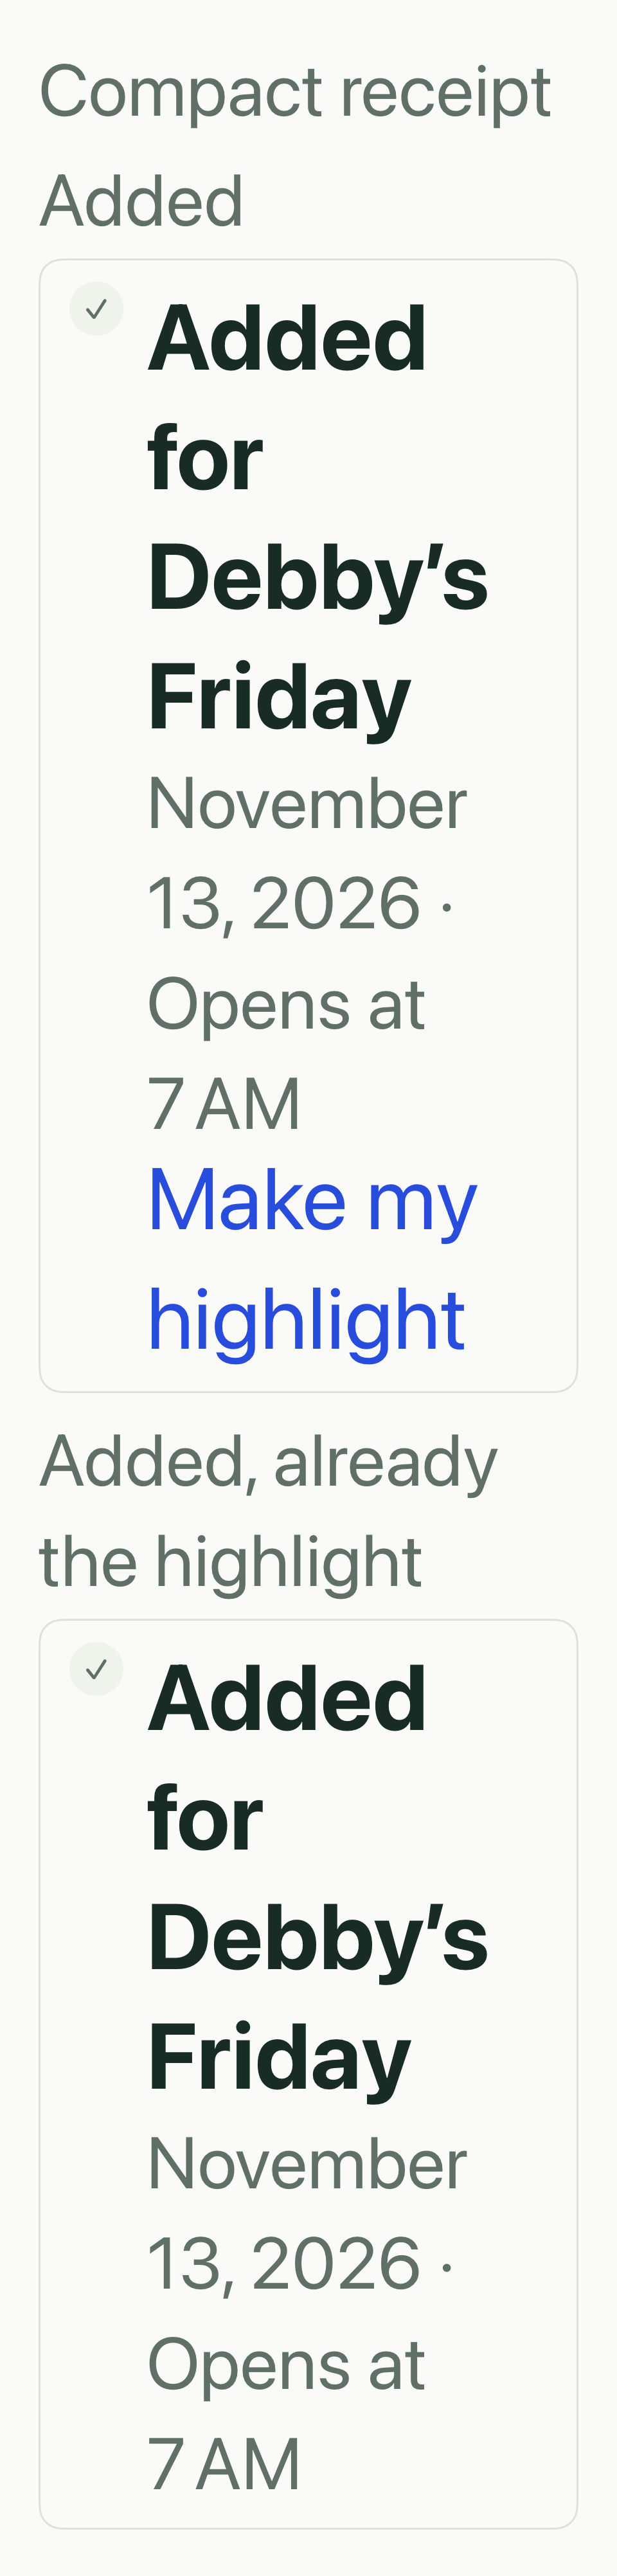 Compact receipt
Added
Added
for
Debby’s
Friday
November
13, 2026 ·
Opens at
7 AM
Make my
highlight
Added, already
the highlight
Added
for
Debby’s
Friday
November
13, 2026 ·
Opens at
7 AM